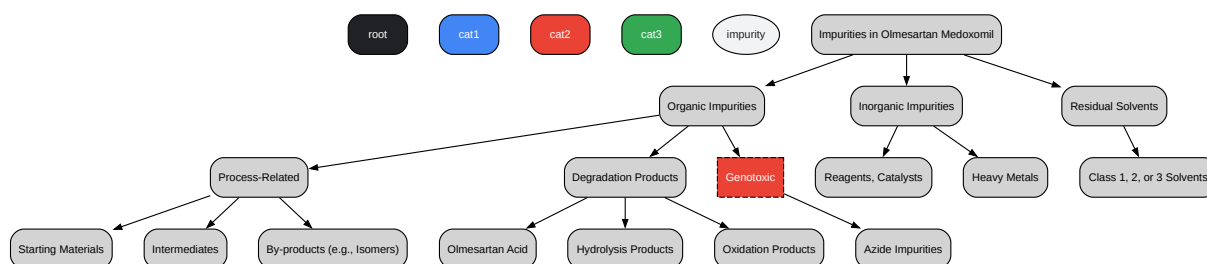 root
cat1
cat2
cat3
impurity
Impurities in Olmesartan Medoxomil
Organic Impurities
Inorganic Impurities
Residual Solvents
Process-Related
Degradation Products
Genotoxic
Reagents, Catalysts
Heavy Metals
Class 1, 2, or 3 Solvents
Starting Materials
Intermediates
By-products (e.g., Isomers)
Olmesartan Acid
Hydrolysis Products
Oxidation Products
Azide Impurities